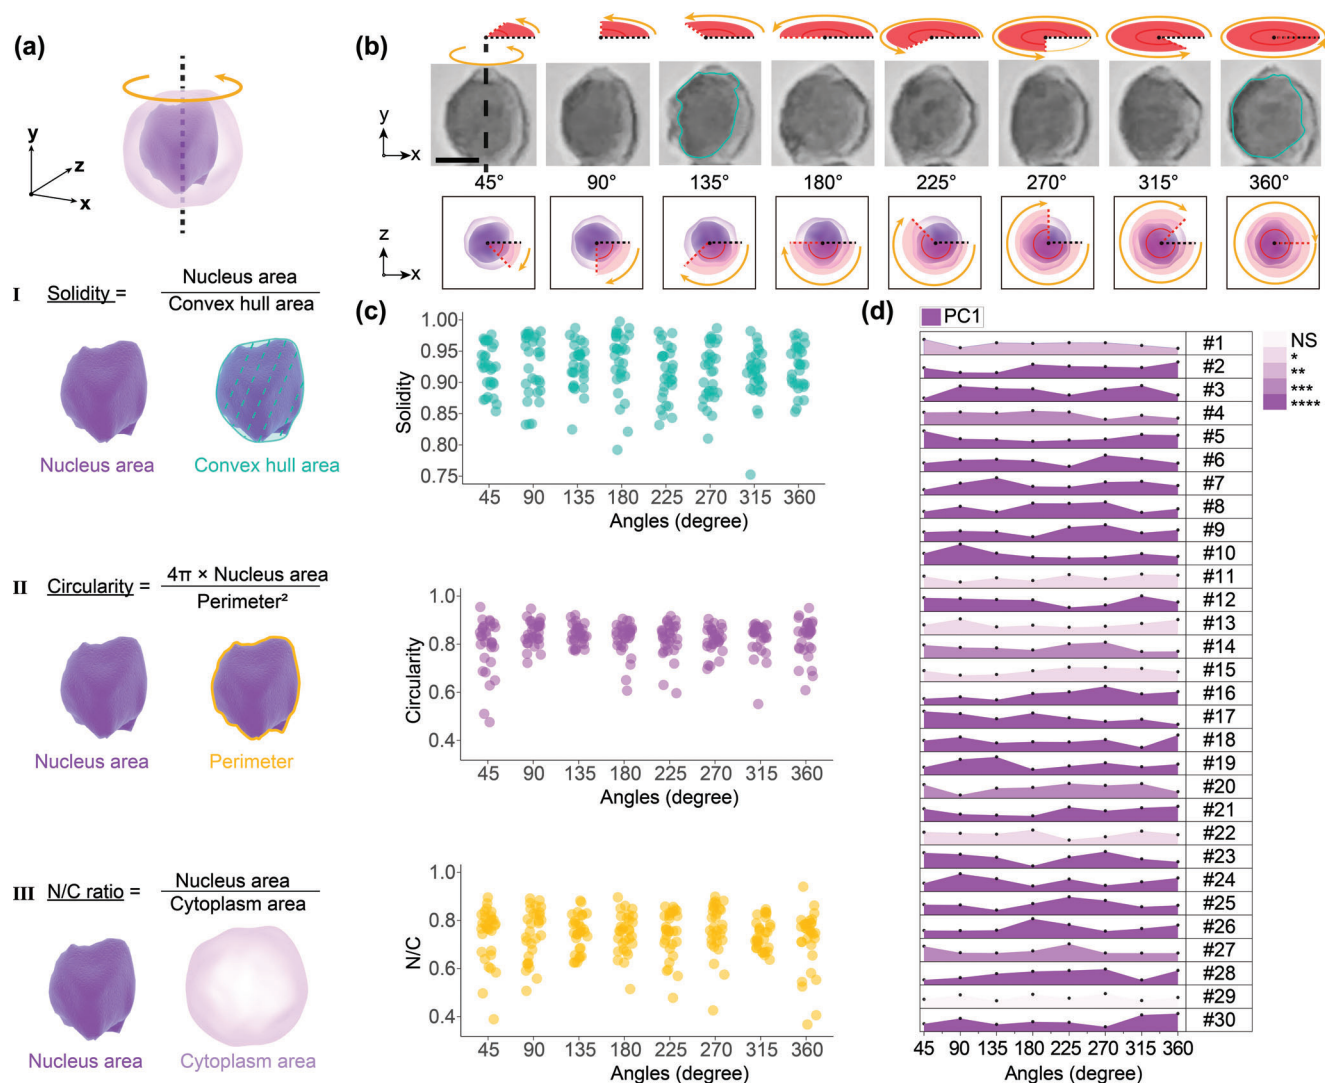 (a)
y
z
x
I Solidity = Nucleus area
Convex hull area
Nucleus area
Convex hull area
II Circularity = 4π × Nucleus area
Perimeter²
Nucleus area
Perimeter
III N/C ratio = Nucleus area
Cytoplasm area
Nucleus area
Cytoplasm area
(b)
y
x
45° 90° 135° 180° 225° 270° 315° 360°
z
x
(c)
1.00
0.95
0.90
0.85
0.80
0.75
Solidity
45 90 135 180 225 270 315 360
Angles (degree)
1.0
0.8
0.6
0.4
Circularity
45 90 135 180 225 270 315 360
Angles (degree)
1.0
0.8
0.6
0.4
N/C
45 90 135 180 225 270 315 360
Angles (degree)
(d)
PC1
NS
*
**
***
****
#1
#2
#3
#4
#5
#6
#7
#8
#9
#10
#11
#12
#13
#14
#15
#16
#17
#18
#19
#20
#21
#22
#23
#24
#25
#26
#27
#28
#29
#30
45 90 135 180 225 270 315 360
Angles (degree)